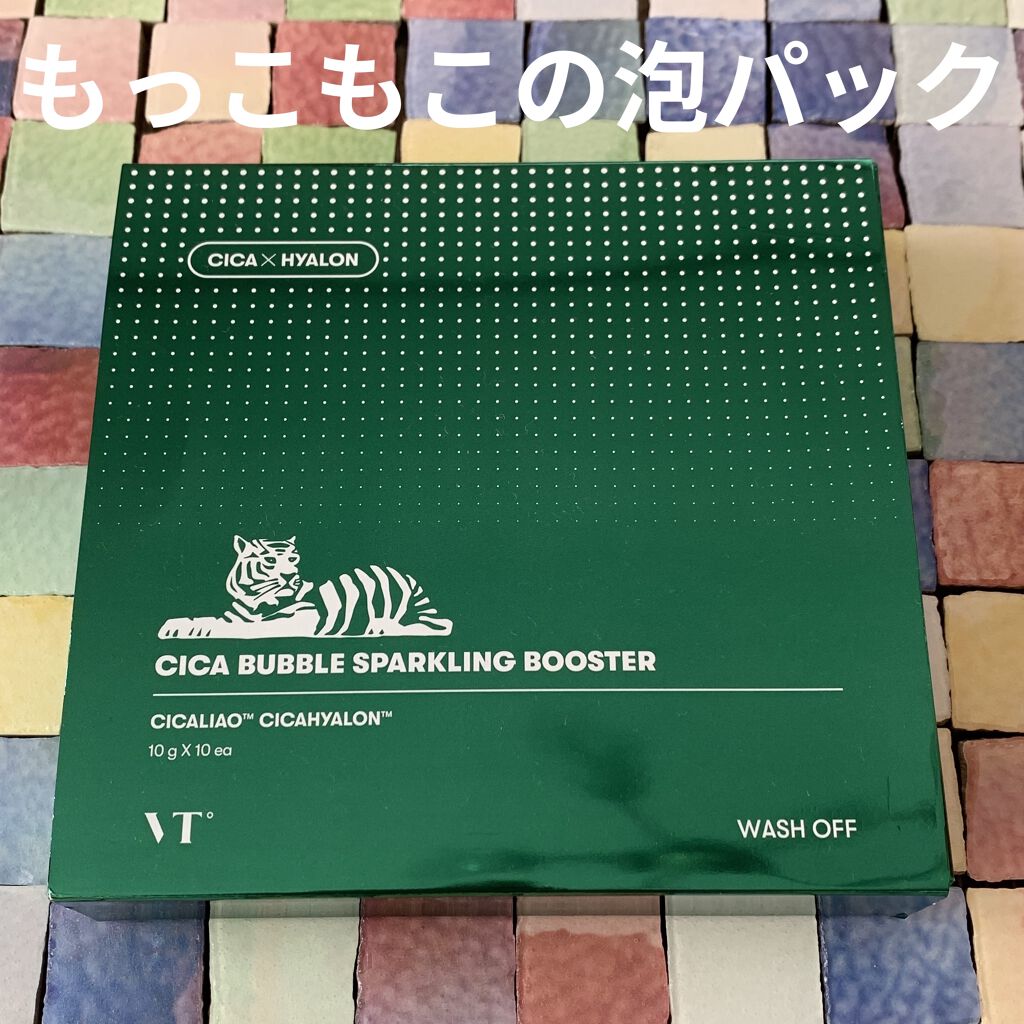 もっこもこの泡パック
CICA×HYALON
CICA BUBBLE SPARKLING BOOSTER
CICALIAO™ CICAHYALON™
10 g X 10 ea
VT°
WASH OFF